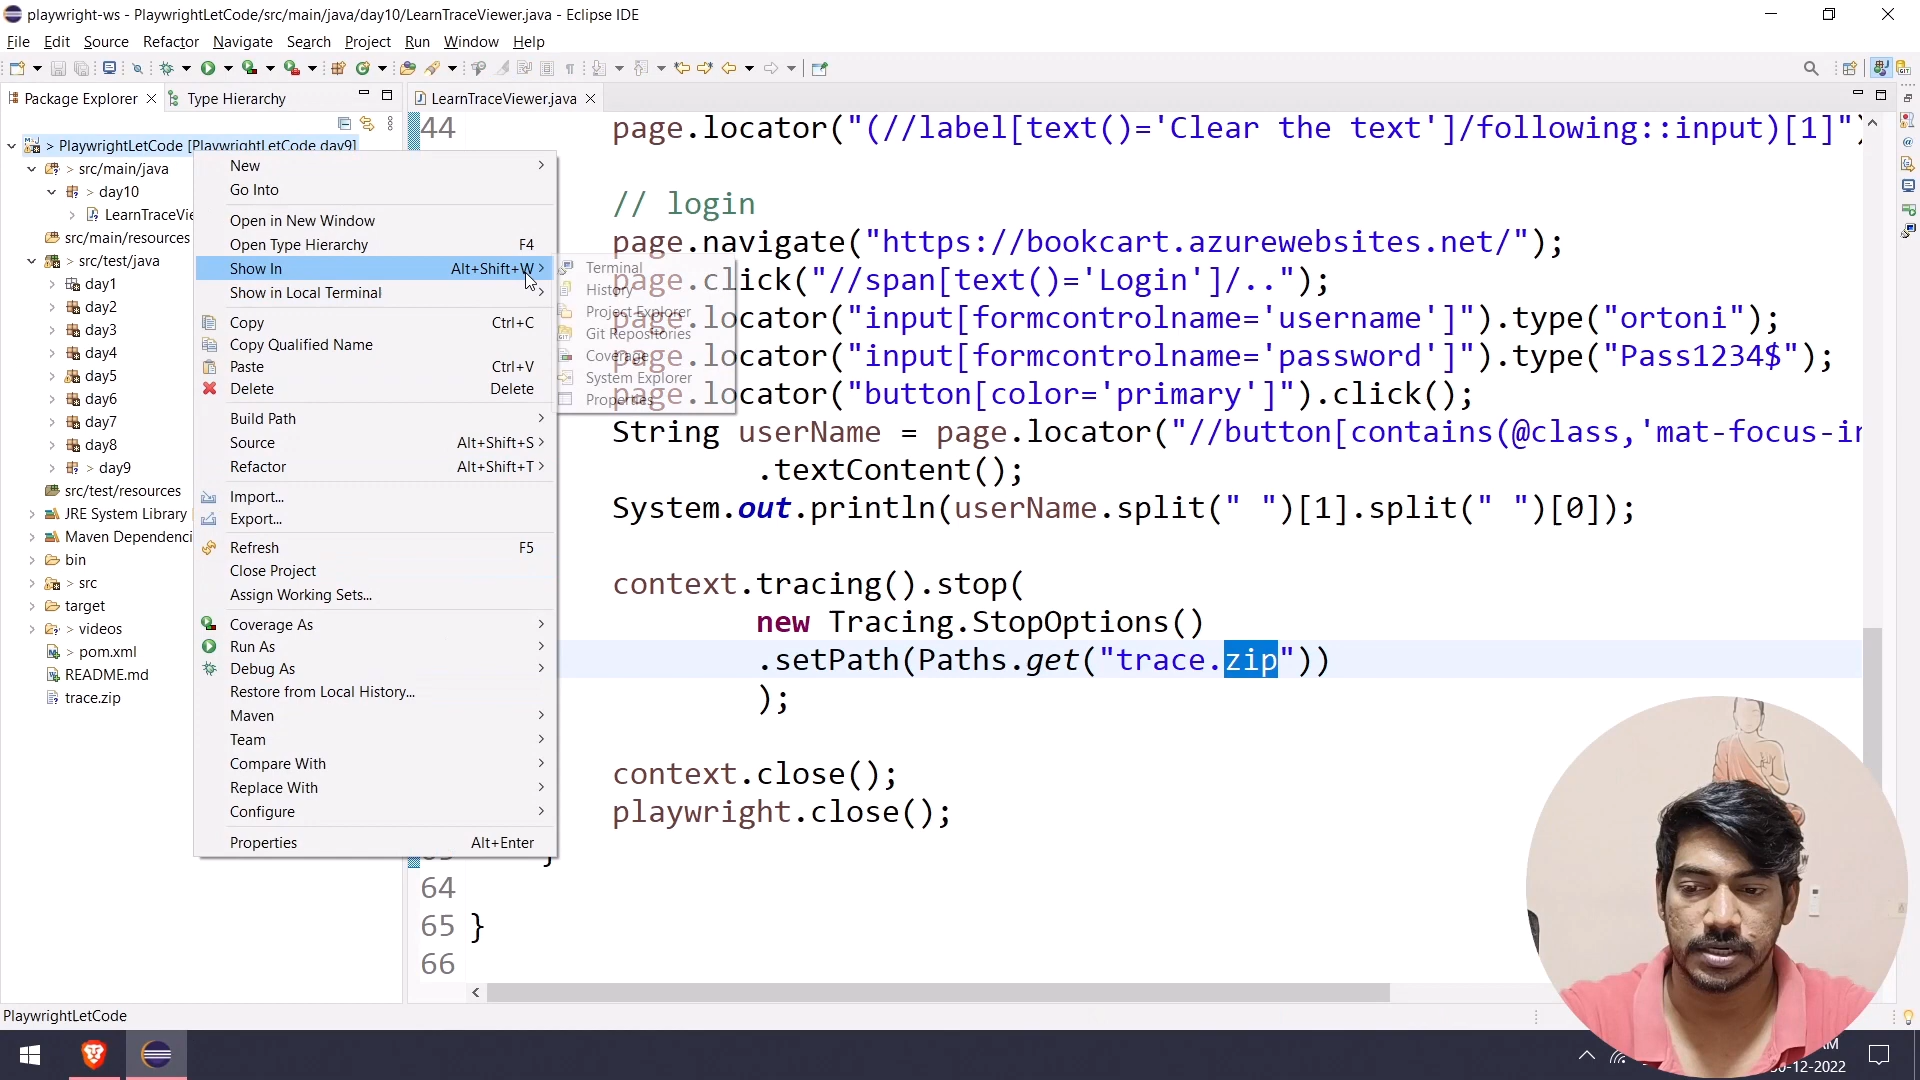 playwright-ws - PlaywrightLetCode/src/main/java/day10/LearnTraceViewer.java - Eclipse IDE
File Edit Source Refactor Navigate Search Project Run Window Help
Package Explorer
Type Hierarchy
LearnTraceViewer.java
> PlaywrightLetCode [PlaywrightLetCode day9]
> src/main/java
> day10
LearnTraceVie
src/main/resources
> src/test/java
day1
day2
day3
day4
day5
day6
day7
day8
> day9
src/test/resources
JRE System Library
Maven Dependenci
bin
> src
target
> videos
> pom.xml
README.md
trace.zip
New
Go Into
Open in New Window
Open Type Hierarchy F4
Show In Alt+Shift+W
Show in Local Terminal
Copy Ctrl+C
Copy Qualified Name
Paste Ctrl+V
Delete Delete
Build Path
Source Alt+Shift+S
Refactor Alt+Shift+T
Import...
Export...
Refresh F5
Close Project
Assign Working Sets...
Coverage As
Run As
Debug As
Restore from Local History...
Maven
Team
Compare With
Replace With
Configure
Properties Alt+Enter
Terminal
History
Project Explorer
Git Repositories
Coverage
System Explorer
Properties
44 page.locator("(//label[text()='Clear the text']/following::input)[1]")
// login
page.navigate("https://bookcart.azurewebsites.net/");
page.click("//span[text()='Login']/..");
page.locator("input[formcontrolname='username']").type("ortoni");
page.locator("input[formcontrolname='password']").type("Pass1234$");
page.locator("button[color='primary']").click();
String userName = page.locator("//button[contains(@class,'mat-focus-in
.textContent();
System.out.println(userName.split(" ")[1].split(" ")[0]);
context.tracing().stop(
new Tracing.StopOptions()
.setPath(Paths.get("trace.zip"))
);
context.close();
playwright.close();
}
64
65 }
66
PlaywrightLetCode